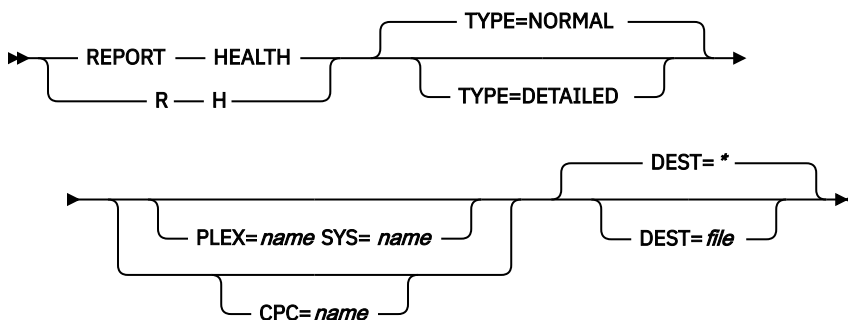 TYPE=NORMAL
REPORT HEALTH
R H
TYPE=DETAILED
DEST= *
PLEX=name SYS= name
DEST=file
CPC=name